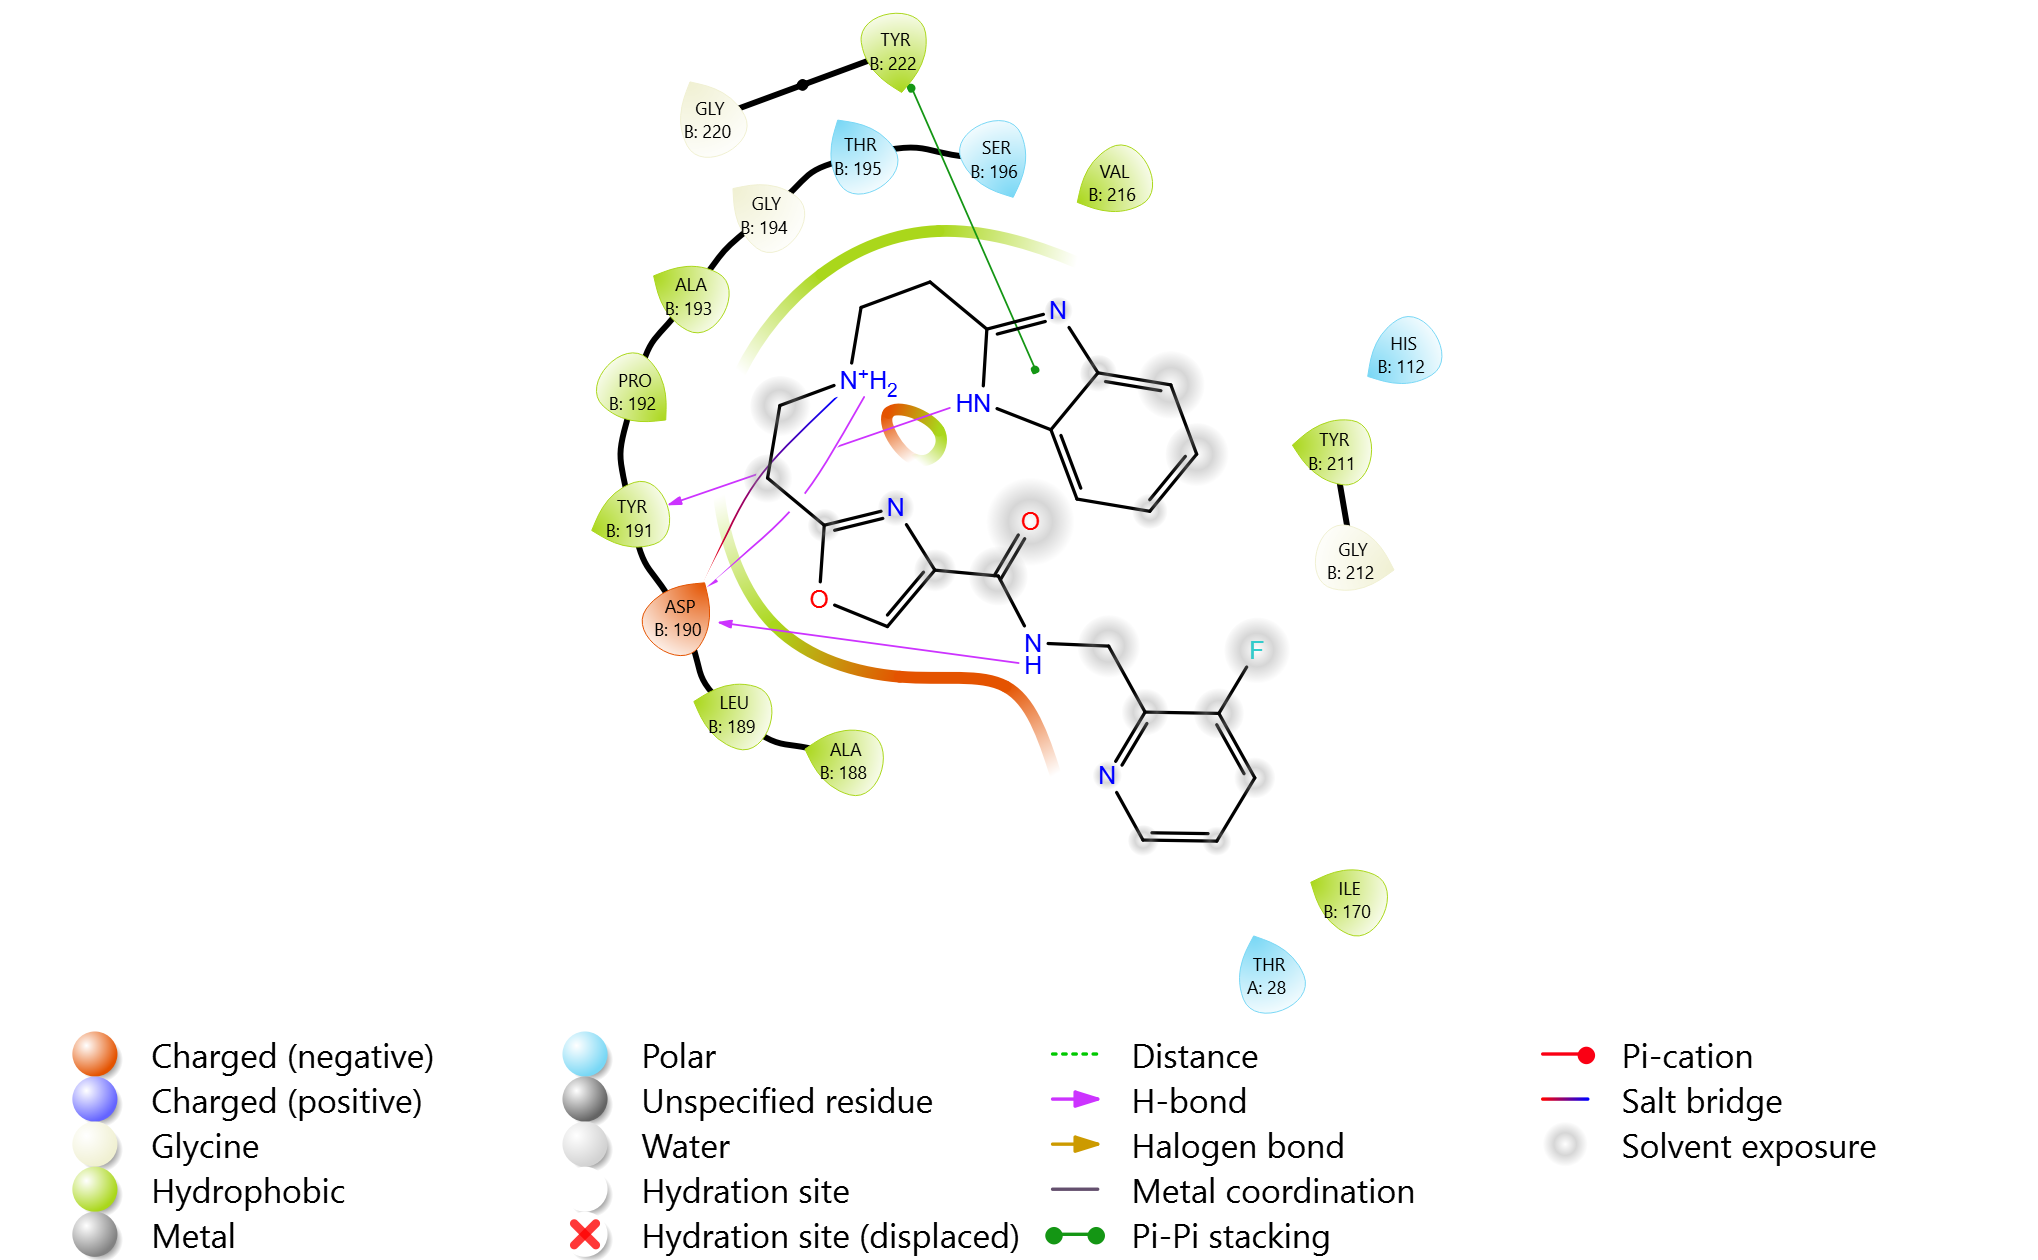 TYR
B: 222
GLY
B: 220
THR
B: 195
SER
B: 196
VAL
B: 216
GLY
B: 194
ALA
B: 193
N
HIS
B: 112
PRO
B: 192
N⁺H₂
HN
TYR
B: 211
TYR
B: 191
N
O
GLY
B: 212
O
ASP
B: 190
N
H
F
LEU
B: 189
ALA
B: 188
N
ILE
B: 170
THR
A: 28
Charged (negative)
Charged (positive)
Glycine
Hydrophobic
Metal
Polar
Unspecified residue
Water
Hydration site
Hydration site (displaced)
Distance
H-bond
Halogen bond
Metal coordination
Pi-Pi stacking
Pi-cation
Salt bridge
Solvent exposure